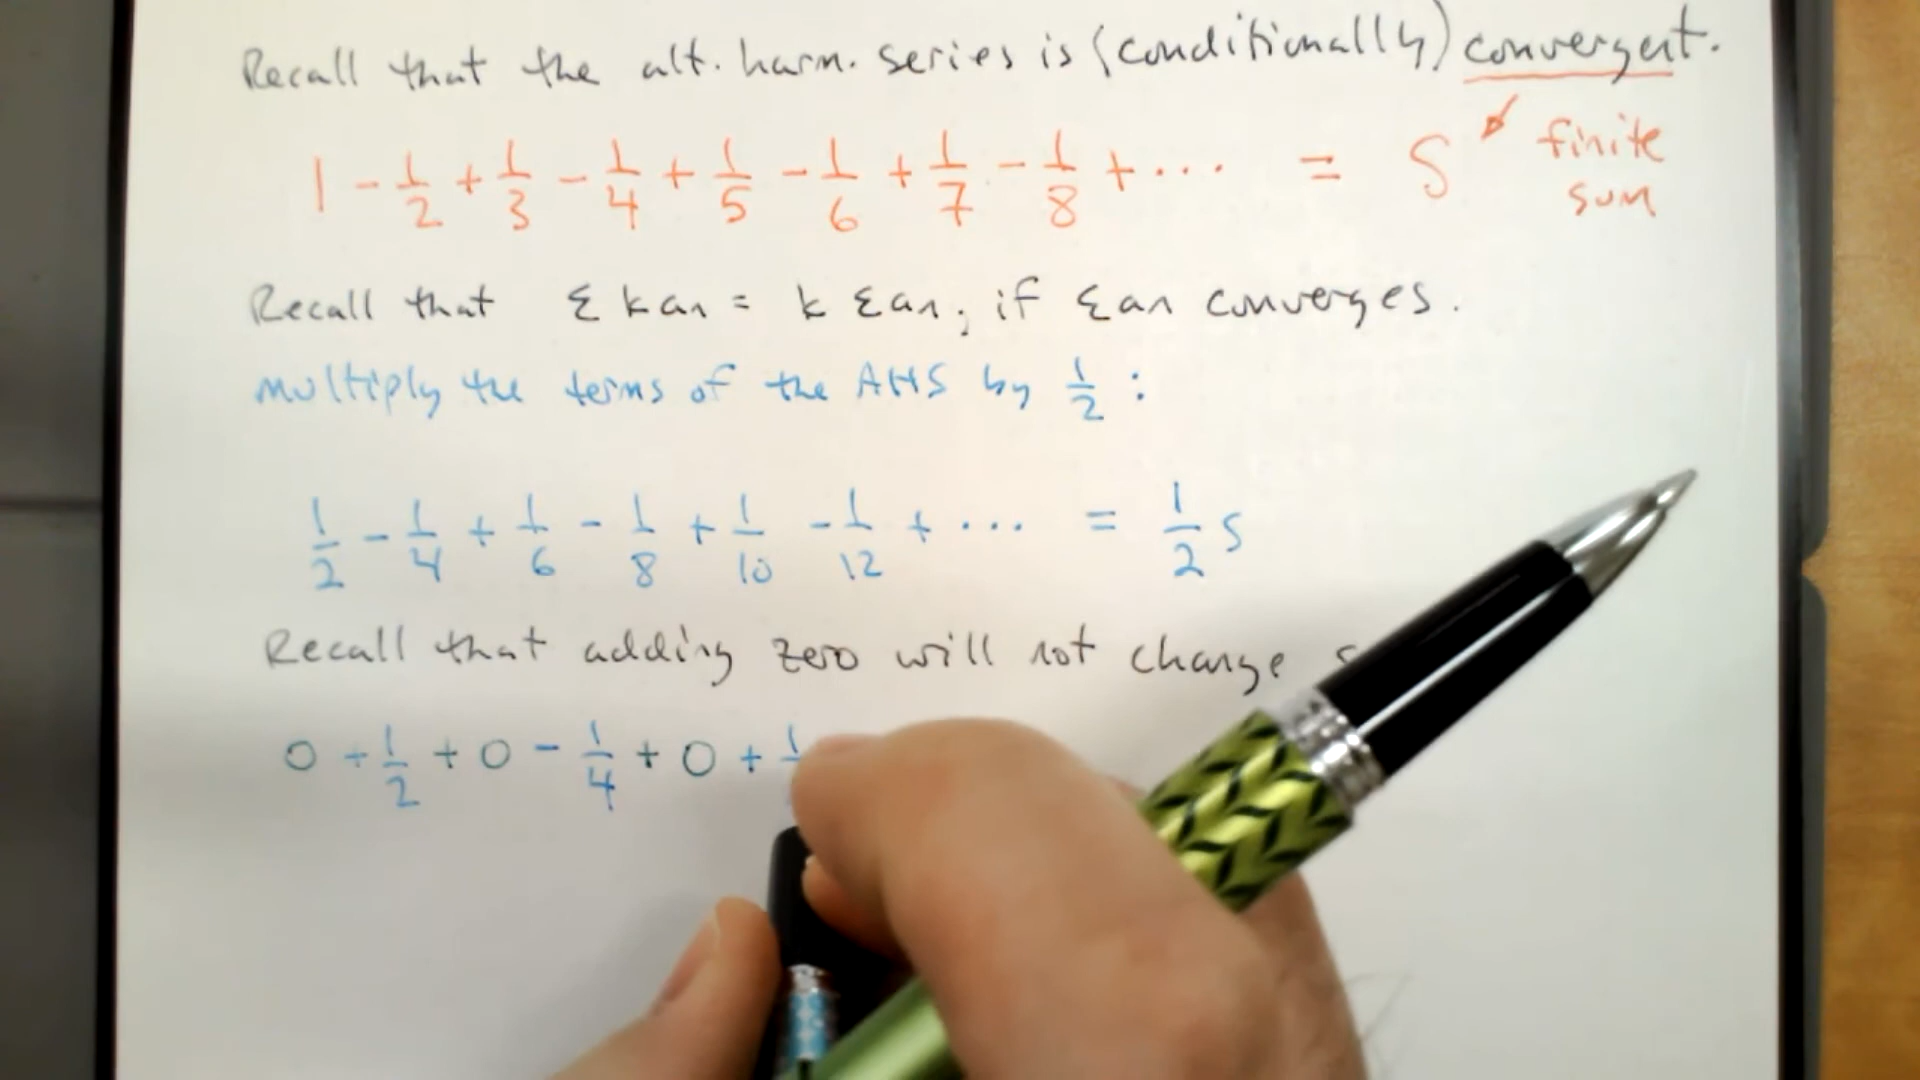 Recall that the alt. harm. series is (conditionally) convergent.
1 - 1/2 + 1/3 - 1/4 + 1/5 - 1/6 + 1/7 - 1/8 + ... = S finite sum
Recall that Σ k an = k Σ an, if Σ an converges.
multiply the terms of the AHS by 1/2 :
1/2 - 1/4 + 1/6 - 1/8 + 1/10 - 1/12 + ... = 1/2 S
Recall that adding zero will not change
0 + 1/2 + 0 - 1/4 + 0 +